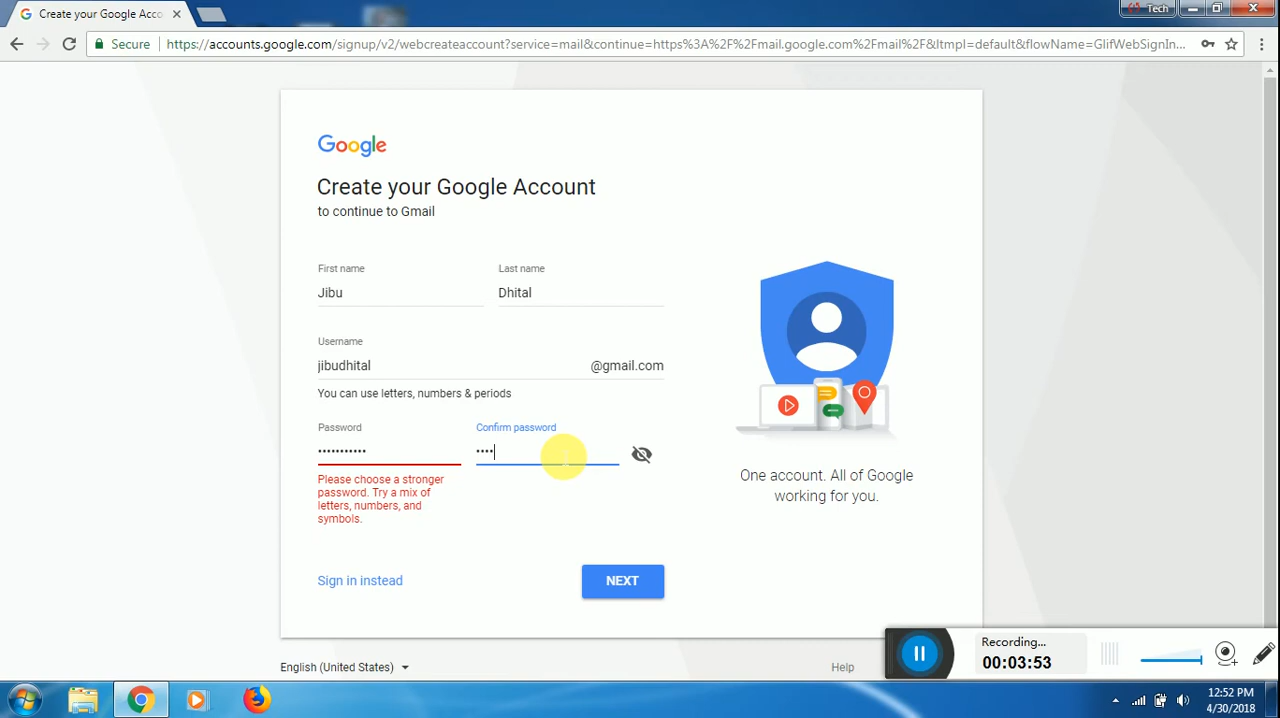 Create your Google Acco
Tech
Secure
https://accounts.google.com/signup/v2/webcreateaccount?service=mail&continue=https%3A%2F%2Fmail.google.com%2Fmail%2F&ltmpl=default&flowName=GlifWebSignIn...
Google
Create your Google Account
to continue to Gmail
First name
Last name
Jibu
Dhital
Username
jibudhital
@gmail.com
You can use letters, numbers & periods
Password
Confirm password
•••••••••••
••••
Please choose a stronger
password. Try a mix of
letters, numbers, and
symbols.
One account. All of Google
working for you.
Sign in instead
NEXT
English (United States)
Help
Recording...
00:03:53
12:52 PM
4/30/2018